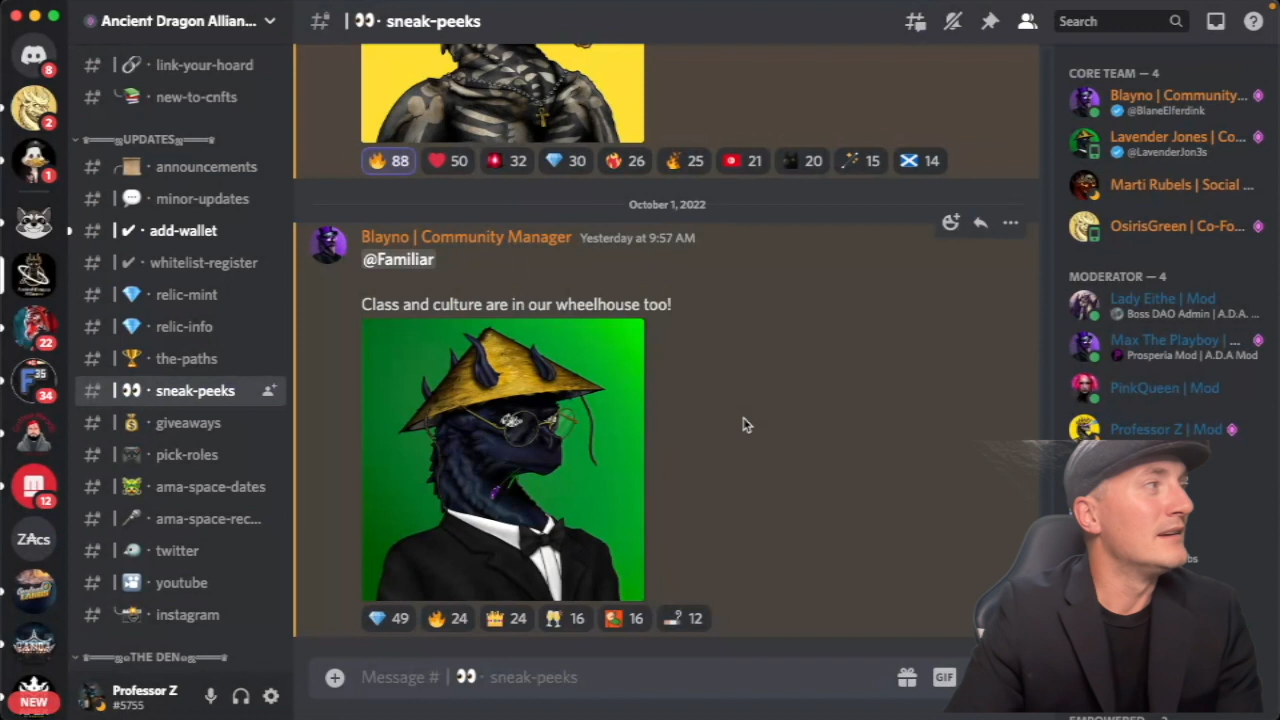 Ancient Dragon Allian...
8
2
1
22
34
12
ZAcs
NEW
link-your-hoard
new-to-cnfts
UPDATES
announcements
minor-updates
add-wallet
whitelist-register
relic-mint
relic-info
the-paths
sneak-peeks
giveaways
pick-roles
ama-space-dates
ama-space-rec...
twitter
youtube
instagram
THE DEN
Professor Z
#5755
sneak-peeks
Search
88 50 32 30 26 25 21 20 15 14
October 1, 2022
Blayno | Community Manager Yesterday at 9:57 AM
@Familiar
Class and culture are in our wheelhouse too!
49 24 24 16 16 12
Message # | 👀 · sneak-peeks
GIF
CORE TEAM — 4
Blayno | Community...
@BlaneElferdink
Lavender Jones | Co...
@LavenderJon3s
Marti Rubels | Social ...
OsirisGreen | Co-Fo...
MODERATOR — 4
Lady Eithe | Mod
Boss DAO Admin | A.D.A. ...
Max The Playboy | ...
Prosperia Mod | A.D.A Mod
PinkQueen | Mod
Professor Z | Mod